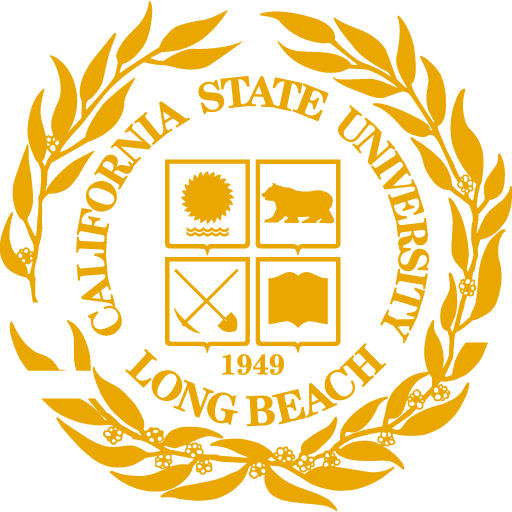 CALIFORNIA STATE UNIVERSITY
1949
LONG BEACH